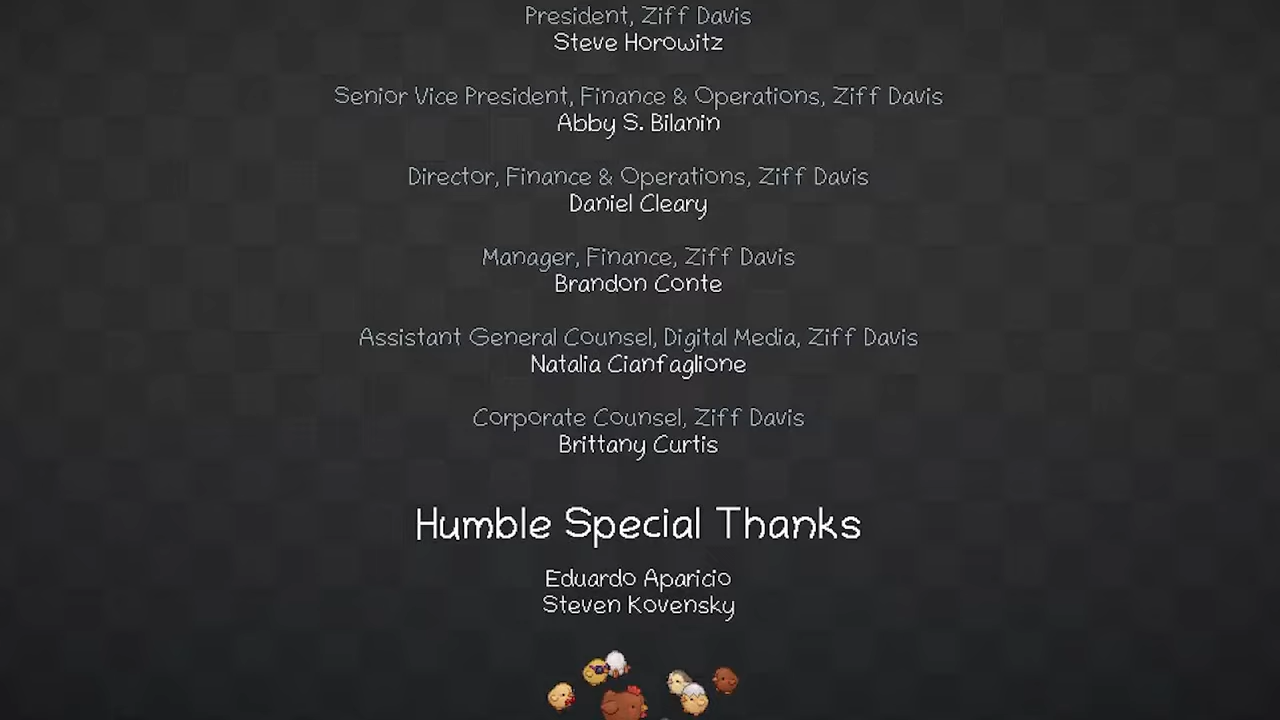 President, Ziff Davis
Steve Horowitz
Senior Vice President, Finance & Operations, Ziff Davis
Abby S. Bilanin
Director, Finance & Operations, Ziff Davis
Daniel Cleary
Manager, Finance, Ziff Davis
Brandon Conte
Assistant General Counsel, Digital Media, Ziff Davis
Natalia Cianfaglione
Corporate Counsel, Ziff Davis
Brittany Curtis
Humble Special Thanks
Eduardo Aparicio
Steven Kovensky